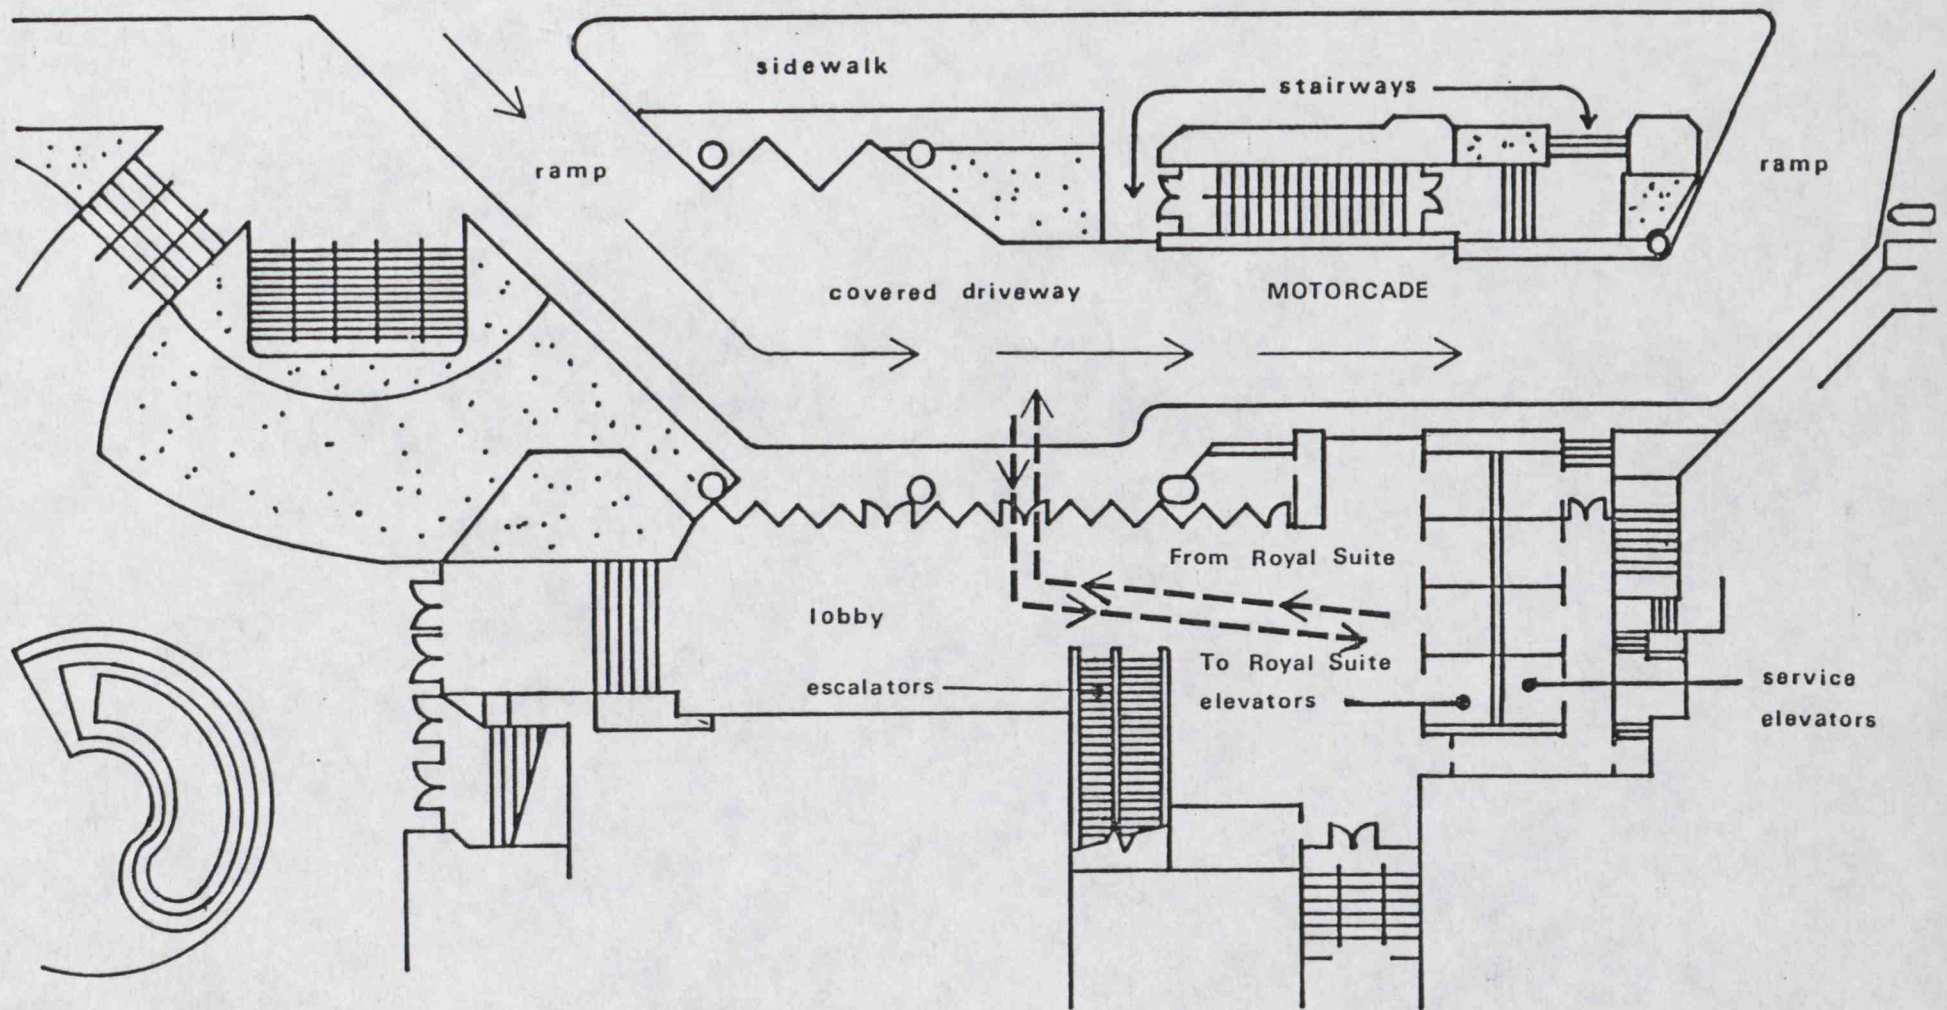 sidewalk
stairways
ramp
ramp
covered driveway
MOTORCADE
From Royal Suite
lobby
To Royal Suite
escalators
elevators
service
elevators